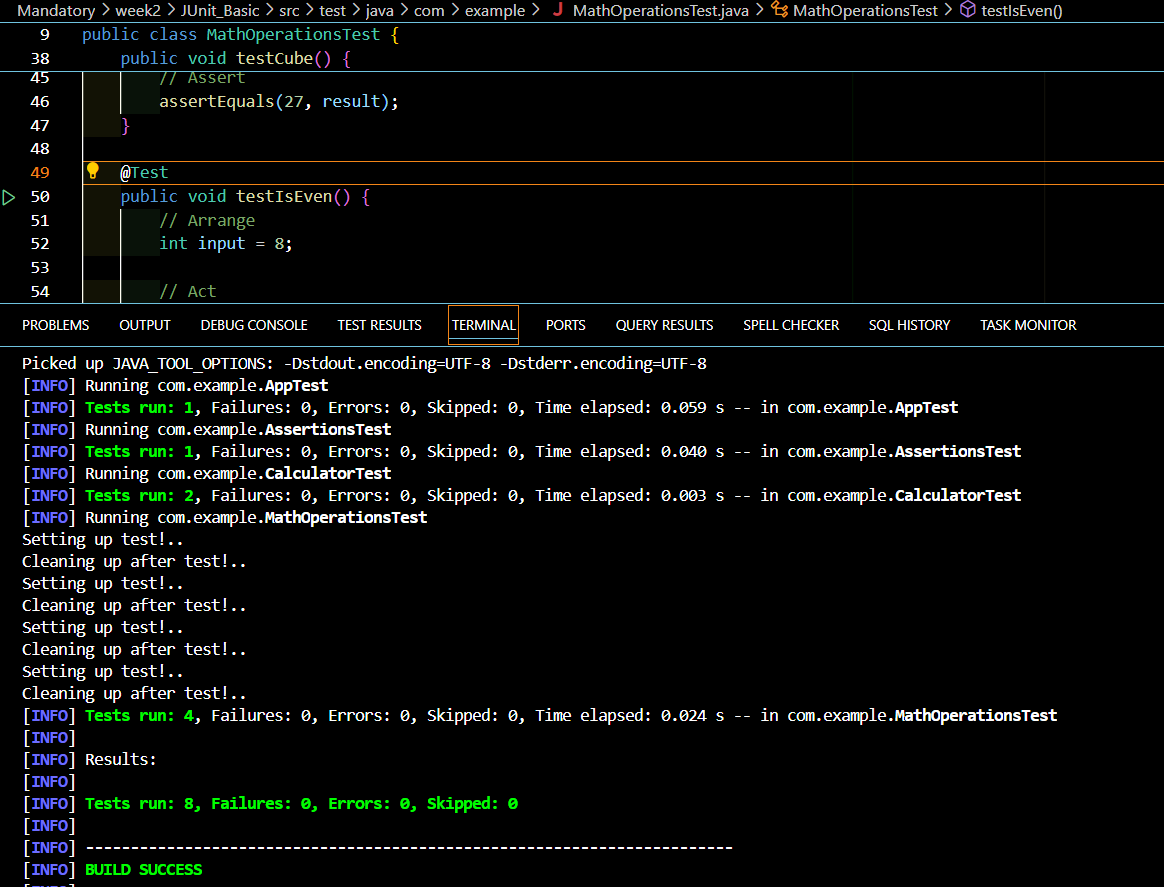 Mandatory > week2 > JUnit_Basic > src > test > java > com > example > J MathOperationsTest.java > MathOperationsTest > testIsEven()
9 public class MathOperationsTest {
38 public void testCube() {
45 // Assert
46 assertEquals(27, result);
47 }
48
49 @Test
50 public void testIsEven() {
51 // Arrange
52 int input = 8;
53
54 // Act
PROBLEMS OUTPUT DEBUG CONSOLE TEST RESULTS TERMINAL PORTS QUERY RESULTS SPELL CHECKER SQL HISTORY TASK MONITOR
Picked up JAVA_TOOL_OPTIONS: -Dstdout.encoding=UTF-8 -Dstderr.encoding=UTF-8
[INFO] Running com.example.AppTest
[INFO] Tests run: 1, Failures: 0, Errors: 0, Skipped: 0, Time elapsed: 0.059 s -- in com.example.AppTest
[INFO] Running com.example.AssertionsTest
[INFO] Tests run: 1, Failures: 0, Errors: 0, Skipped: 0, Time elapsed: 0.040 s -- in com.example.AssertionsTest
[INFO] Running com.example.CalculatorTest
[INFO] Tests run: 2, Failures: 0, Errors: 0, Skipped: 0, Time elapsed: 0.003 s -- in com.example.CalculatorTest
[INFO] Running com.example.MathOperationsTest
Setting up test!..
Cleaning up after test!..
Setting up test!..
Cleaning up after test!..
Setting up test!..
Cleaning up after test!..
Setting up test!..
Cleaning up after test!..
[INFO] Tests run: 4, Failures: 0, Errors: 0, Skipped: 0, Time elapsed: 0.024 s -- in com.example.MathOperationsTest
[INFO]
[INFO] Results:
[INFO]
[INFO] Tests run: 8, Failures: 0, Errors: 0, Skipped: 0
[INFO]
[INFO] ------------------------------------------------------------------------
[INFO] BUILD SUCCESS